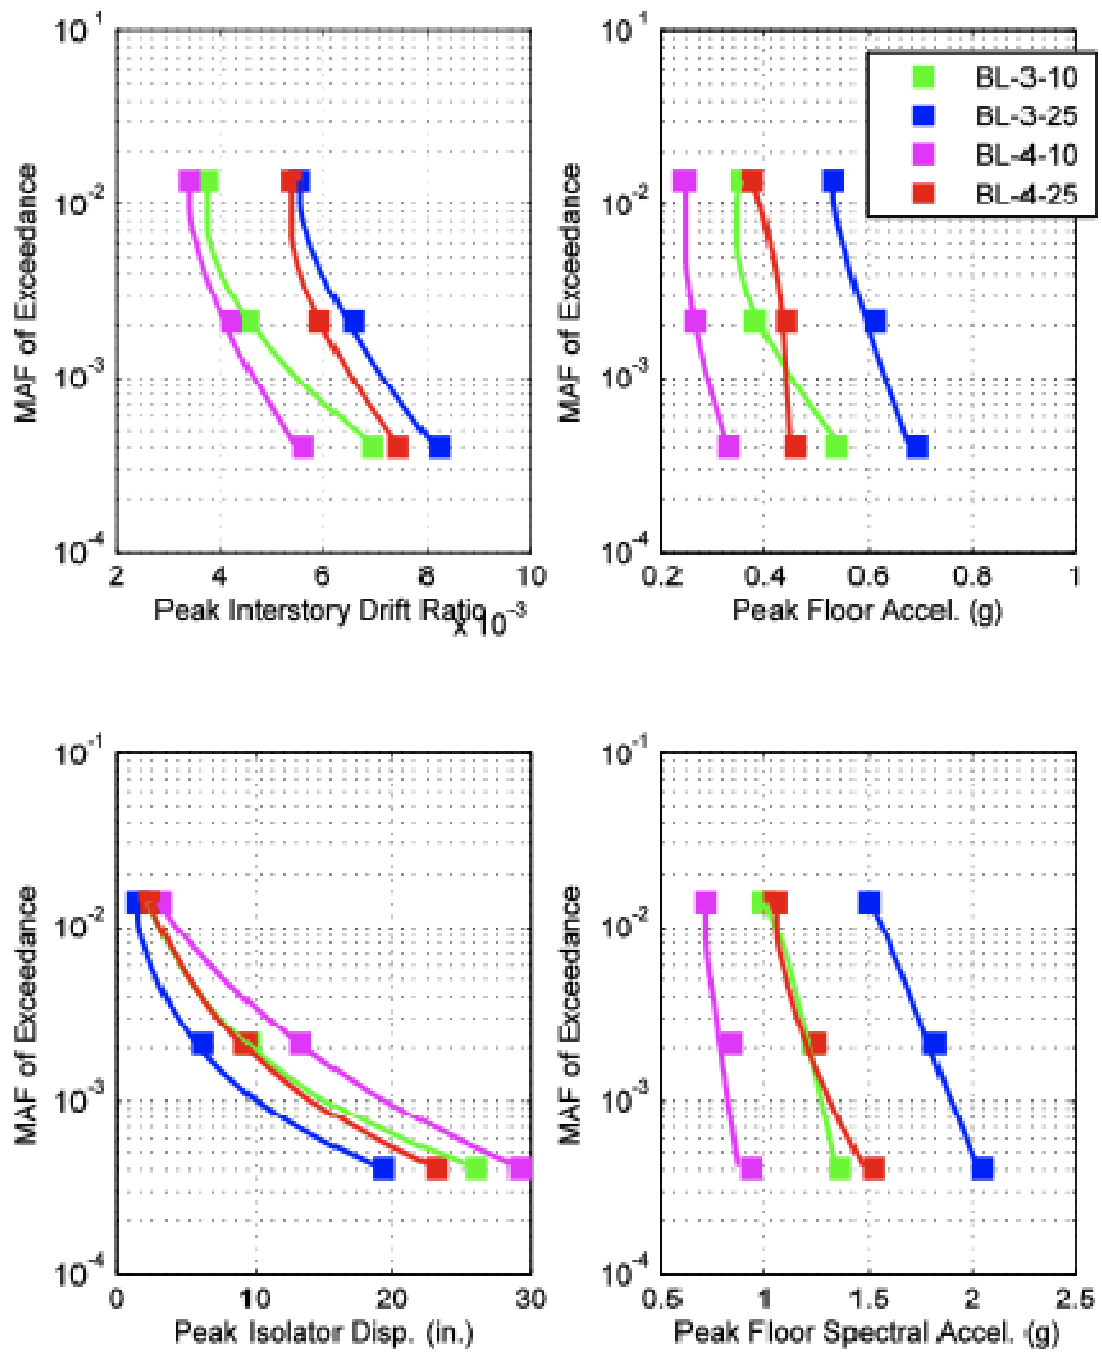 10^-1
10^-2
10^-3
10^-4
MAF of Exceedance
2 4 6 8 10
Peak Interstory Drift Ratio
x 10^-3
10^-1
10^-2
10^-3
10^-4
MAF of Exceedance
0.2 0.4 0.6 0.8 1
Peak Floor Accel. (g)
BL-3-10
BL-3-25
BL-4-10
BL-4-25
10^-1
10^-2
10^-3
10^-4
MAF of Exceedance
0 10 20 30
Peak Isolator Disp. (in.)
10^-1
10^-2
10^-3
10^-4
MAF of Exceedance
0.5 1 1.5 2 2.5
Peak Floor Spectral Accel. (g)